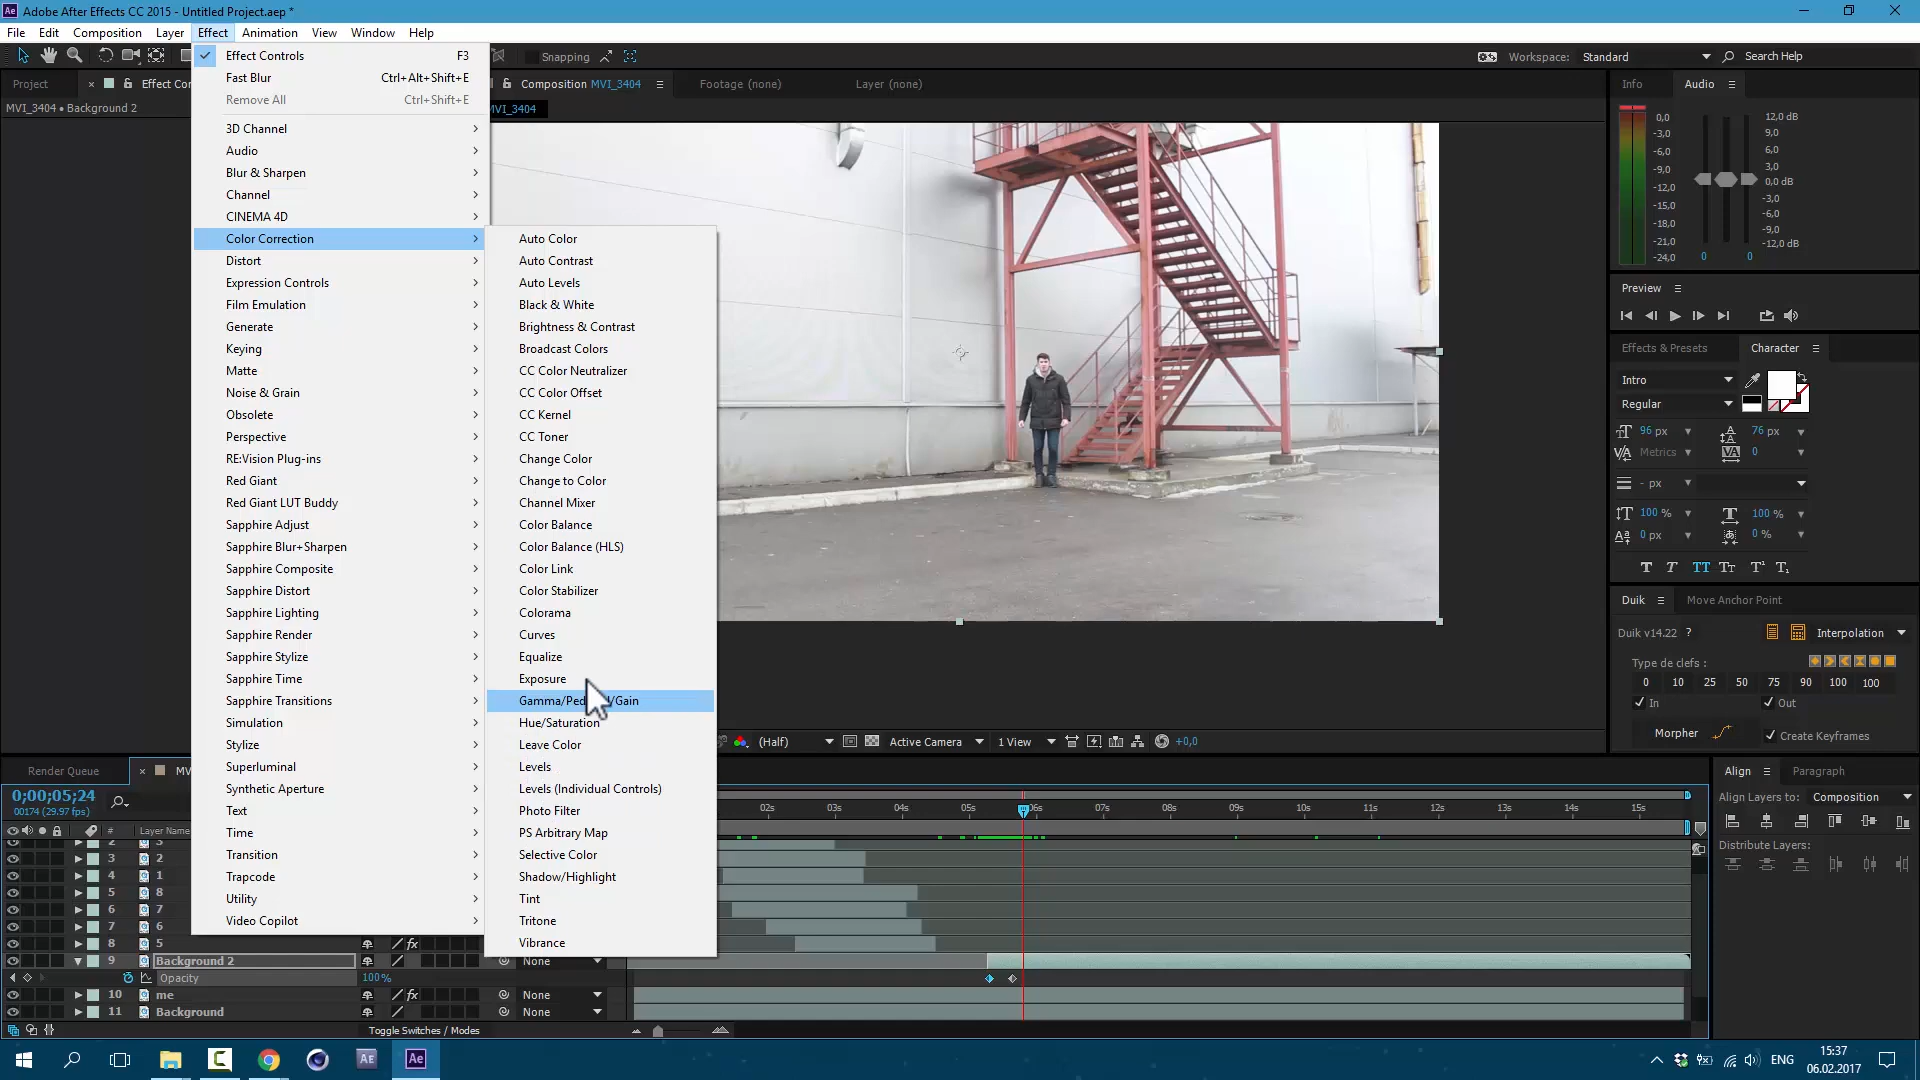 Adobe After Effects CC 2015 - Untitled Project.aep *
File Edit Composition Layer Effect Animation View Window Help
Snapping
Workspace: Standard Search Help
Effect Controls F3
Fast Blur Ctrl+Alt+Shift+E
Remove All Ctrl+Shift+E
3D Channel
Audio
Blur & Sharpen
Channel
CINEMA 4D
Color Correction
Distort
Expression Controls
Film Emulation
Generate
Keying
Matte
Noise & Grain
Obsolete
Perspective
RE:Vision Plug-ins
Red Giant
Red Giant LUT Buddy
Sapphire Adjust
Sapphire Blur+Sharpen
Sapphire Composite
Sapphire Distort
Sapphire Lighting
Sapphire Render
Sapphire Stylize
Sapphire Time
Sapphire Transitions
Simulation
Stylize
Superluminal
Synthetic Aperture
Text
Time
Transition
Trapcode
Utility
Video Copilot
Auto Color
Auto Contrast
Auto Levels
Black & White
Brightness & Contrast
Broadcast Colors
CC Color Neutralizer
CC Color Offset
CC Kernel
CC Toner
Change Color
Change to Color
Channel Mixer
Color Balance
Color Balance (HLS)
Color Link
Color Stabilizer
Colorama
Curves
Equalize
Exposure
Gamma/Ped /Gain
Hue/Saturation
Leave Color
Levels
Levels (Individual Controls)
Photo Filter
PS Arbitrary Map
Selective Color
Shadow/Highlight
Tint
Tritone
Vibrance
Project Effect Co
MVI_3404 • Background 2
Composition MVI_3404 Footage (none) Layer (none)
MVI_3404
(Half) Active Camera 1 View +0,0
Info Audio
0,0
-3,0
-6,0
-9,0
-12,0
-15,0
-18,0
-21,0
-24,0
12,0 dB
9,0
6,0
3,0
0,0 dB
-3,0
-6,0
-9,0
-12,0 dB
0 0
Preview
Effects & Presets Character
Intro
Regular
96 px 76 px
Metrics 0
- px
100 % 100 %
0 px 0 %
T T TT Tт T¹ T₁
Duik Move Anchor Point
Duik v14.22 ? Interpolation
Type de clefs :
0 10 25 50 75 90 100 100
In Out
Morpher Create Keyframes
Align Paragraph
Align Layers to: Composition
Distribute Layers:
Render Queue MV
0;00;05;24
00174 (29.97 fps)
02s 03s 04s 05s 06s 07s 08s 09s 10s 11s 12s 13s 14s 15s
# Layer Name
2 3
3 2
4 1
5 8
6 7
7 6
8 5 fx
9 Background 2 None
Opacity 100%
10 me fx None
11 Background None
Toggle Switches / Modes
Ae Ae
ENG
15:37
06.02.2017